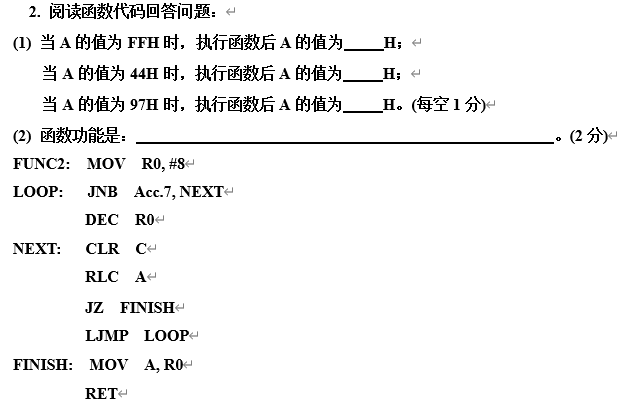 2. 阅读函数代码回答问题：
(1) 当 A 的值为 FFH 时，执行函数后 A 的值为_____H；
当 A 的值为 44H 时，执行函数后 A 的值为_____H；
当 A 的值为 97H 时，执行函数后 A 的值为_____H。(每空 1 分)
(2) 函数功能是：____________________。(2 分)
FUNC2: MOV R0, #8
LOOP: JNB Acc.7, NEXT
DEC R0
NEXT: CLR C
RLC A
JZ FINISH
LJMP LOOP
FINISH: MOV A, R0
RET